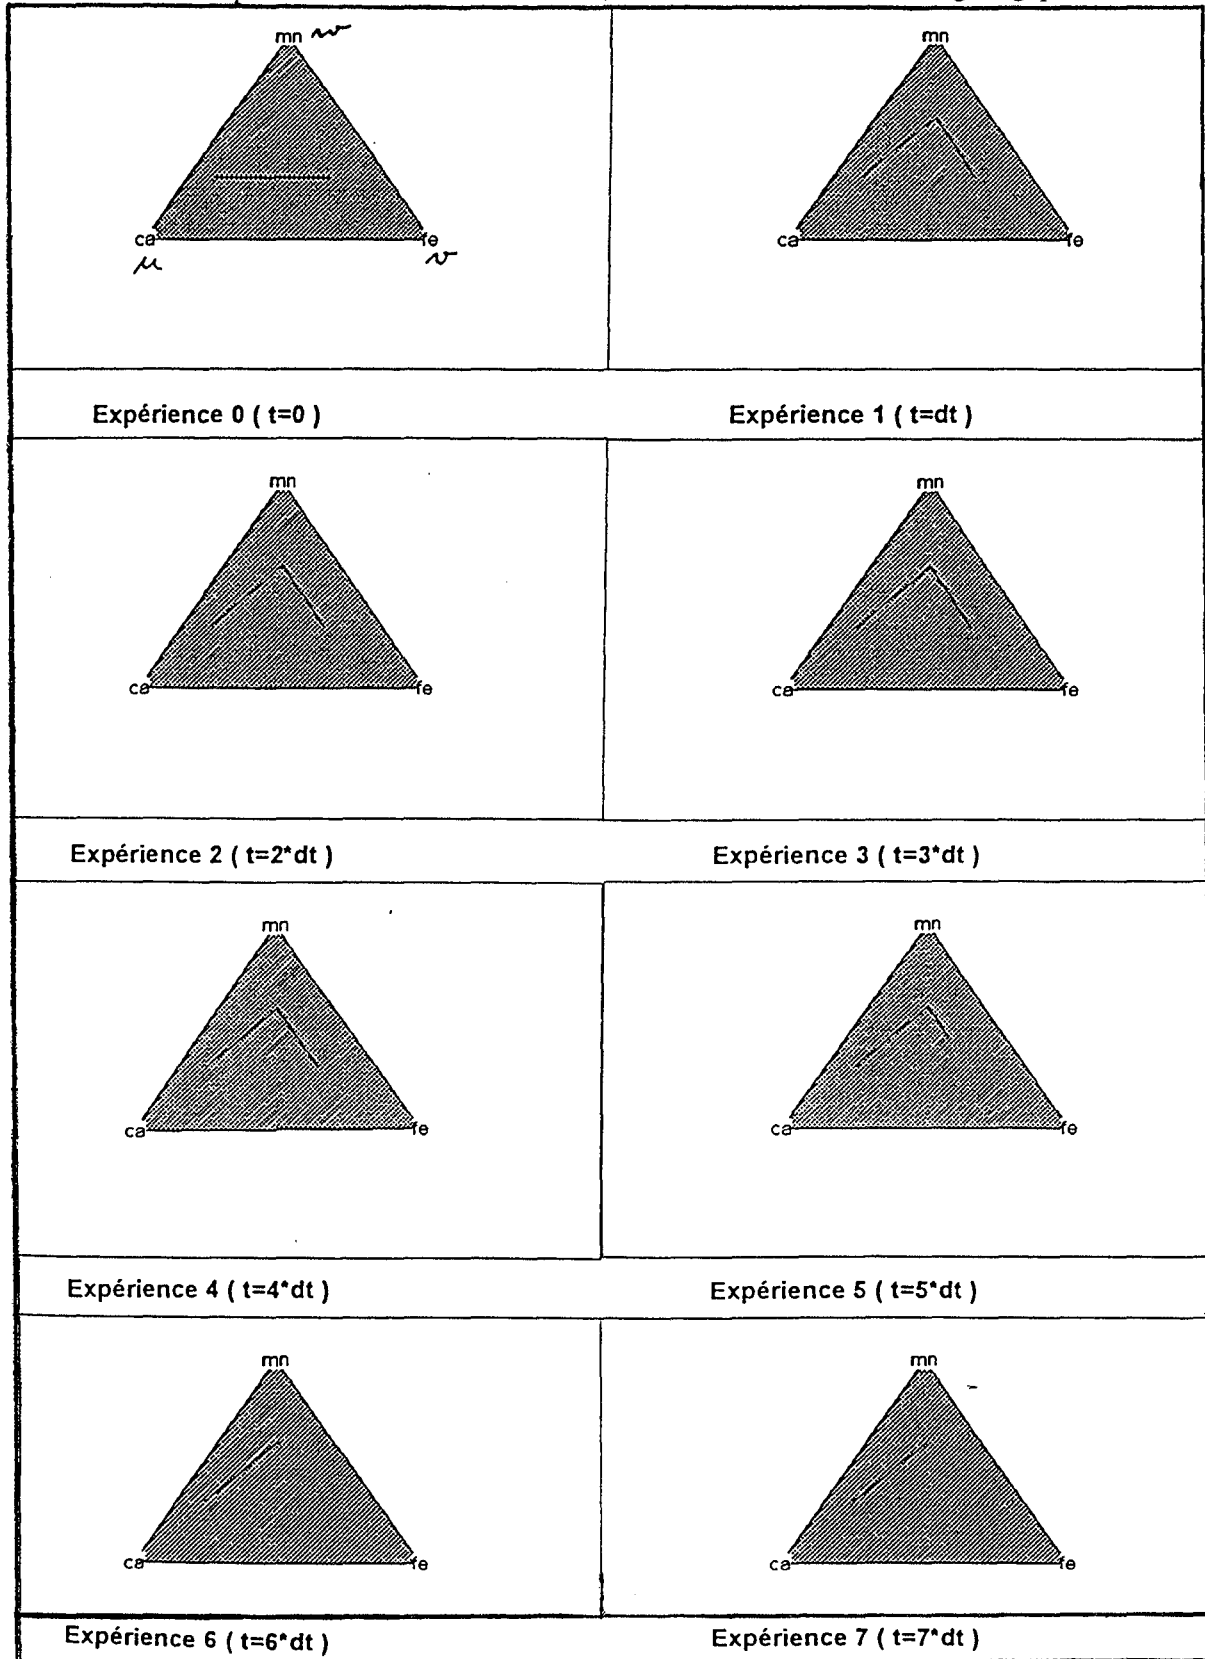 mn w
mn
ca
fe
ca
fe
u
v
Expérience 0 ( t=0 )
Expérience 1 ( t=dt )
mn
mn
ca
fe
ca
fe
Expérience 2 ( t=2*dt )
Expérience 3 ( t=3*dt )
mn
mn
ca
fe
ca
fe
Expérience 4 ( t=4*dt )
Expérience 5 ( t=5*dt )
mn
mn
ca
fe
ca
fe
Expérience 6 ( t=6*dt )
Expérience 7 ( t=7*dt )